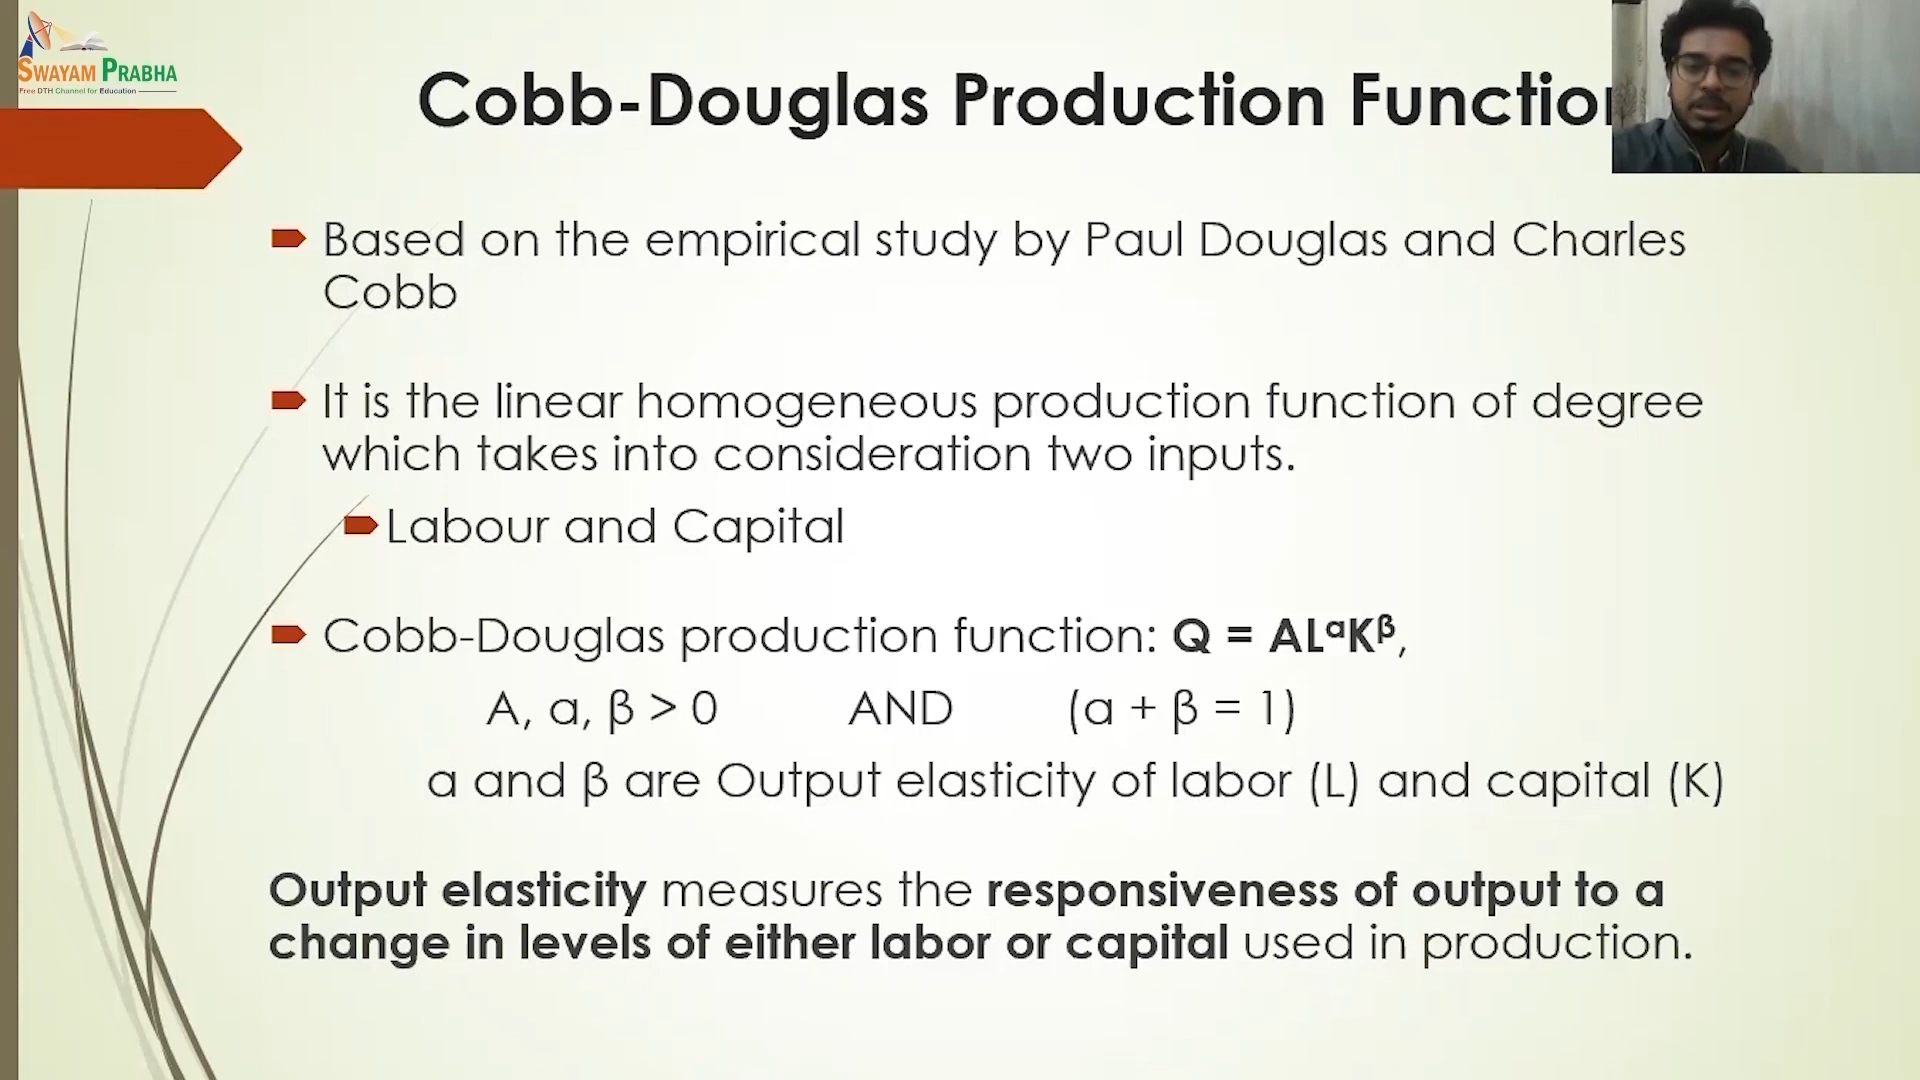 SWAYAM PRABHA
Free DTH Channel for Education
Cobb-Douglas Production Function
Based on the empirical study by Paul Douglas and Charles
Cobb
It is the linear homogeneous production function of degree
which takes into consideration two inputs.
Labour and Capital
Cobb-Douglas production function: Q = ALᵅKᵝ,
A, α, β > 0 AND (α + β = 1)
α and β are Output elasticity of labor (L) and capital (K)
Output elasticity measures the responsiveness of output to a
change in levels of either labor or capital used in production.